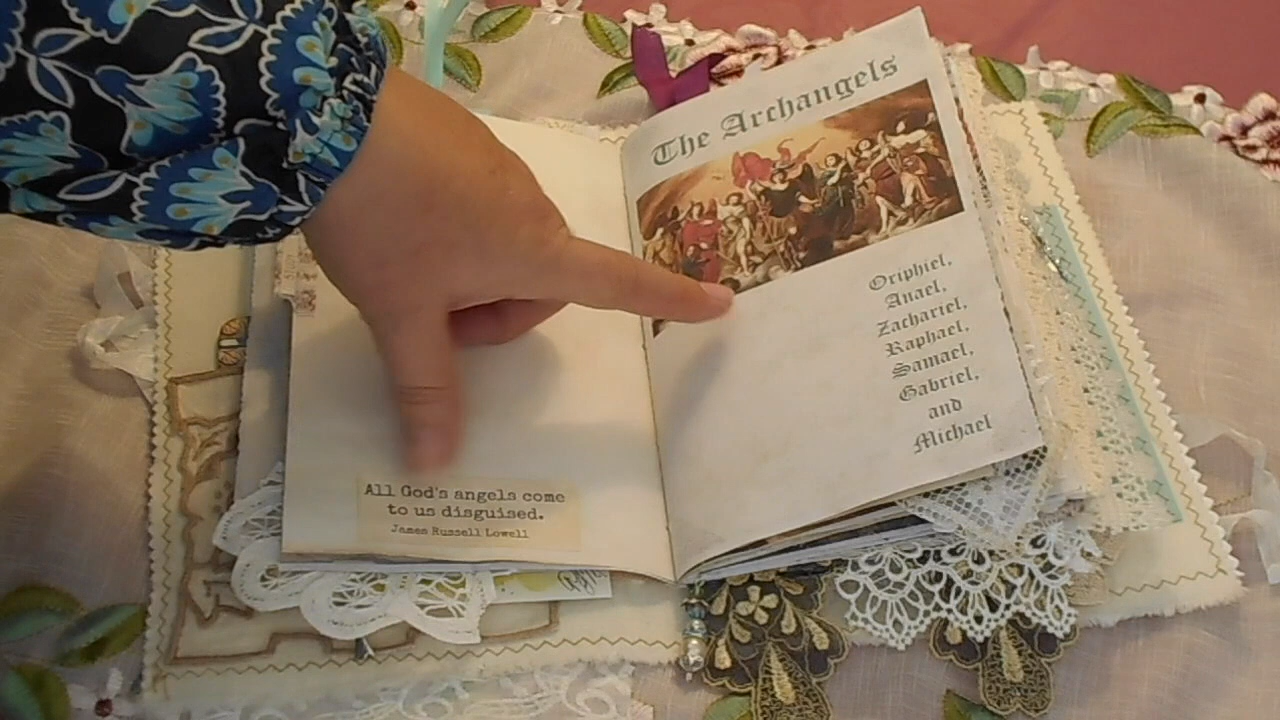 All God's angels come
to us disguised.
James Russell Lowell
The Archangels
Oriphiel,
Anael,
Zachariel,
Raphael,
Samael,
Gabriel,
and
Michael